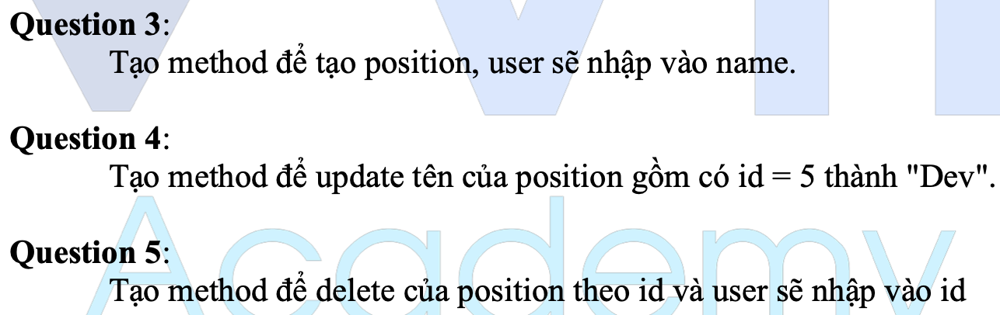 Question 3:
Tạo method để tạo position, user sẽ nhập vào name.
Question 4:
Tạo method để update tên của position gồm có id = 5 thành "Dev".
Question 5:
Tạo method để delete của position theo id và user sẽ nhập vào id
Academy